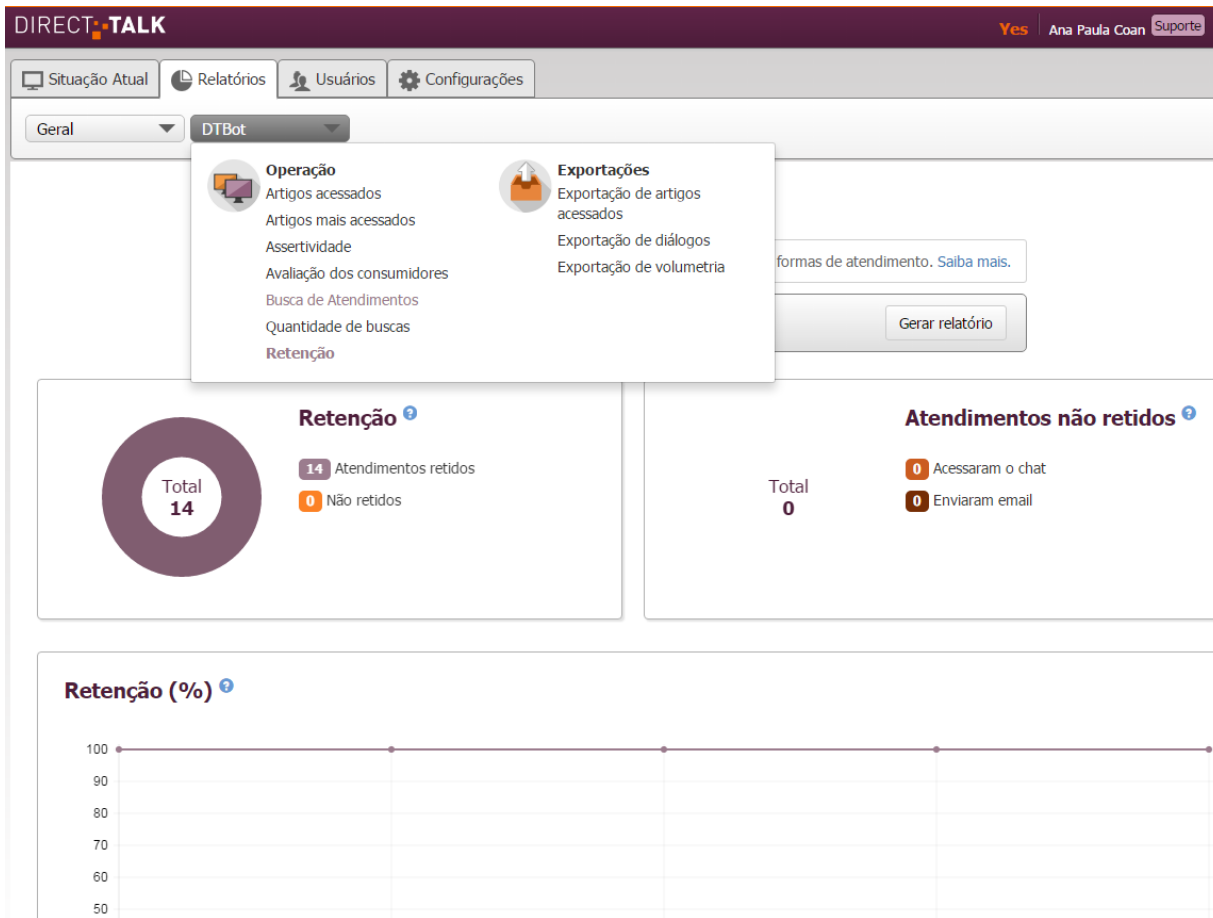 DIRECT TALK
Yes Ana Paula Coan Suporte
Situação Atual Relatórios Usuários Configurações
Geral DTBot
Operação
Artigos acessados
Artigos mais acessados
Assertividade
Avaliação dos consumidores
Busca de Atendimentos
Quantidade de buscas
Retenção
Exportações
Exportação de artigos
acessados
Exportação de diálogos
Exportação de volumetria
formas de atendimento. Saiba mais.
Gerar relatório
Total
14
Retenção ?
14 Atendimentos retidos
0 Não retidos
Total
0
Atendimentos não retidos ?
0 Acessaram o chat
0 Enviaram email
Retenção (%) ?
100
90
80
70
60
50